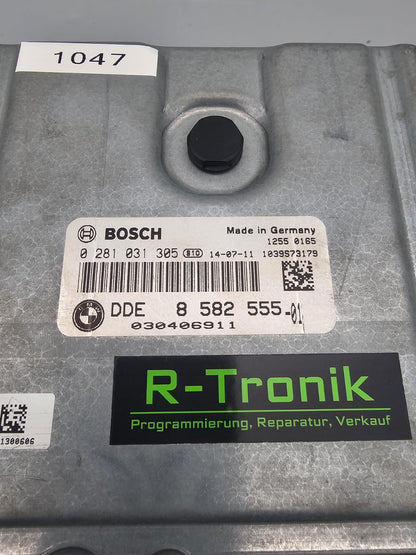 1047
BOSCH
Made in Germany
1255 0165
0 281 031 305 810 14-07-11 1039S73179
DDE 8 582 555-01
030406911
R-Tronik
Programmierung, Reparatur, Verkauf
1300606